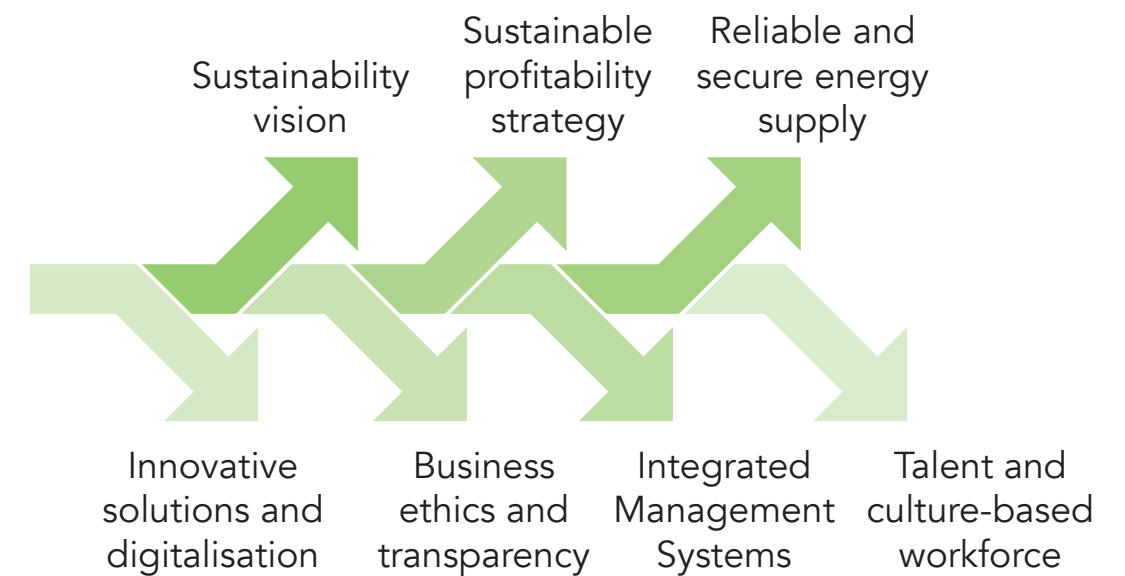 Sustainability
vision
Sustainable
profitability
strategy
Reliable and
secure energy
supply
Innovative
solutions and
digitalisation
Business
ethics and
transparency
Integrated
Management
Systems
Talent and
culture-based
workforce